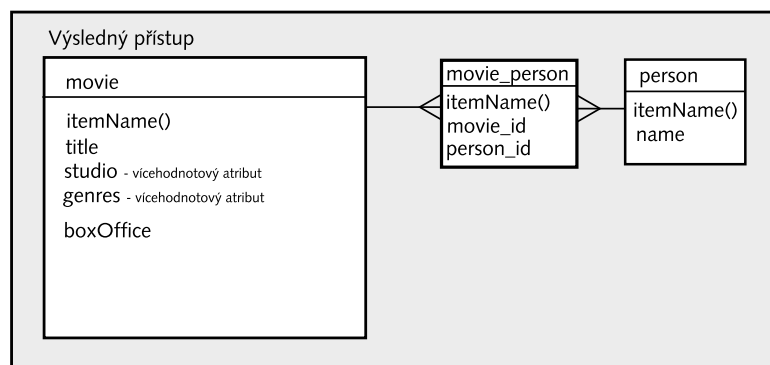 Výsledný přístup
movie
itemName()
title
studio - vícehodnotový atribut
genres - vícehodnotový atribut
boxOffice
movie_person
itemName()
movie_id
person_id
person
itemName()
name